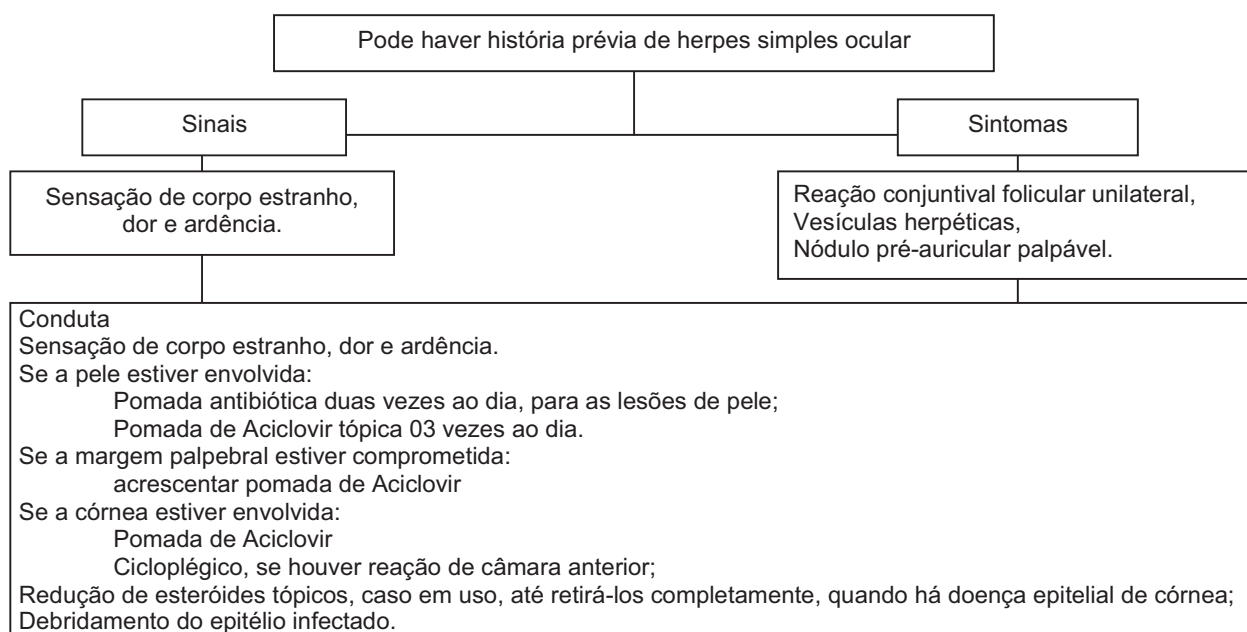 Pode haver história prévia de herpes simples ocular
Sinais
Sintomas
Sensação de corpo estranho,
dor e ardência.
Reação conjuntival folicular unilateral,
Vesículas herpéticas,
Nódulo pré-auricular palpável.
Conduta
Sensação de corpo estranho, dor e ardência.
Se a pele estiver envolvida:
Pomada antibiótica duas vezes ao dia, para as lesões de pele;
Pomada de Aciclovir tópica 03 vezes ao dia.
Se a margem palpebral estiver comprometida:
acrescentar pomada de Aciclovir
Se a córnea estiver envolvida:
Pomada de Aciclovir
Cicloplégico, se houver reação de câmara anterior;
Redução de esteróides tópicos, caso em uso, até retirá-los completamente, quando há doença epitelial de córnea;
Debridamento do epitélio infectado.